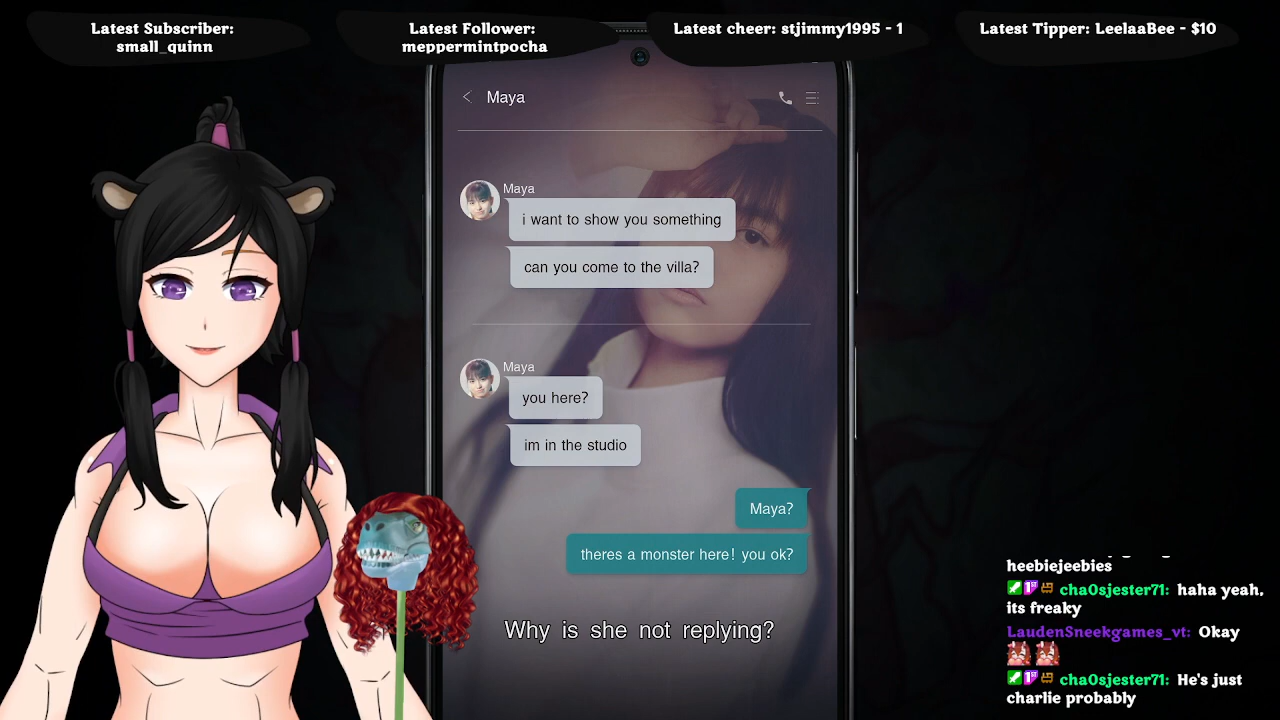 Latest Subscriber:
small_quinn
Latest Follower:
meppermintpocha
Latest cheer: stjimmy1995 - 1
Latest Tipper: LeelaaBee - $10
Maya
Maya
i want to show you something
can you come to the villa?
Maya
you here?
im in the studio
Maya?
theres a monster here! you ok?
Why is she not replying?
heebiejeebies
cha0sjester71: haha yeah.
its freaky
LaudenSneekgames_vt: Okay
cha0sjester71: He's just
charlie probably